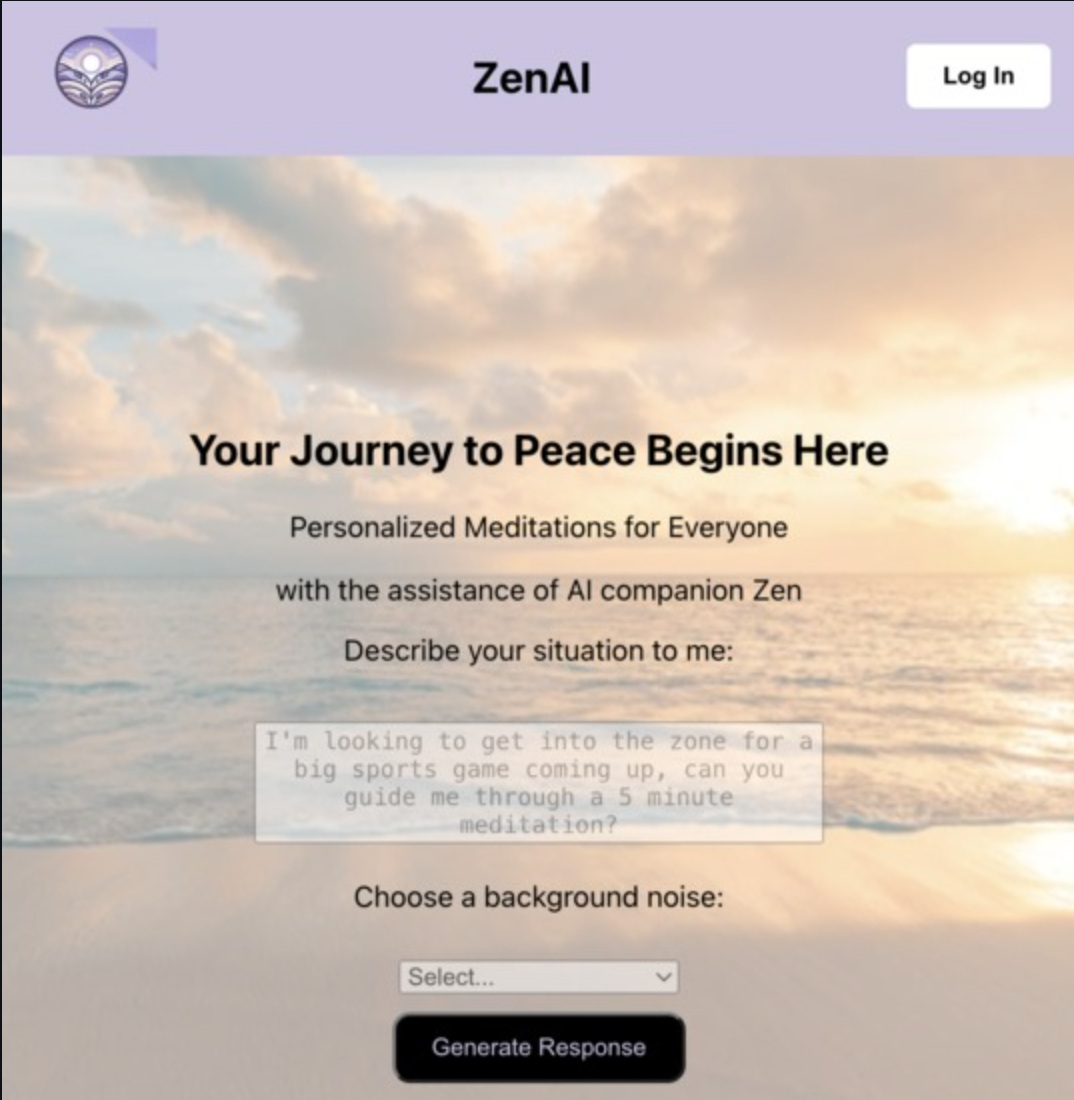 ZenAI
Log In
Your Journey to Peace Begins Here
Personalized Meditations for Everyone
with the assistance of AI companion Zen
Describe your situation to me:
I'm looking to get into the zone for a
big sports game coming up, can you
guide me through a 5 minute
meditation?
Choose a background noise:
Select...
Generate Response